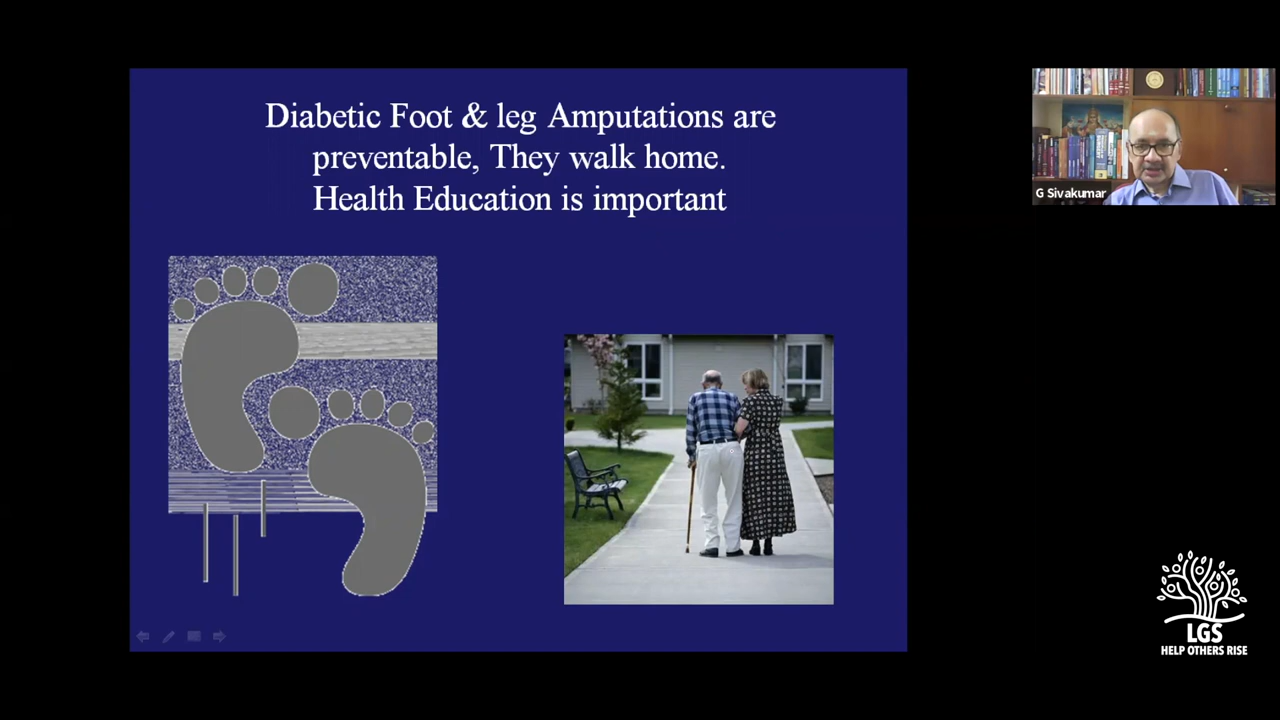 Diabetic Foot & leg Amputations are
preventable, They walk home.
Health Education is important
G Sivakumar
LGS
HELP OTHERS RISE